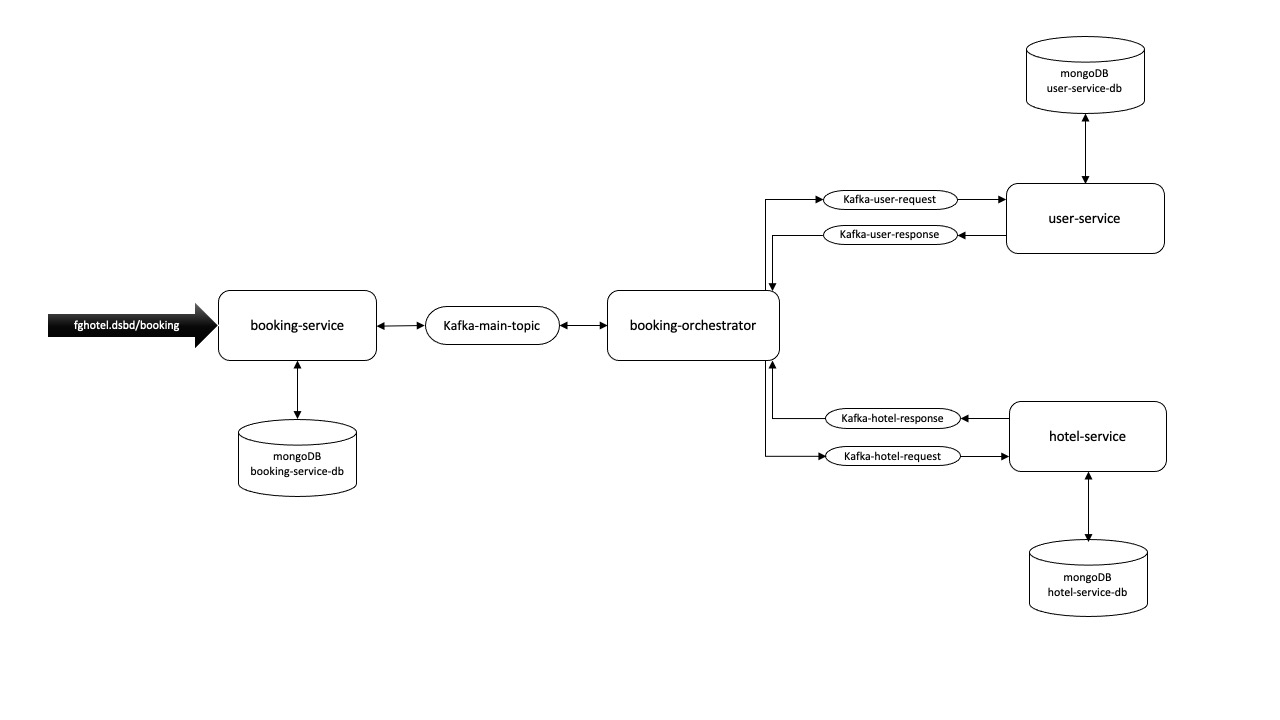 mongoDB
user-service-db
Kafka-user-request
user-service
Kafka-user-response
fghotel.dsbd/booking
booking-service
Kafka-main-topic
booking-orchestrator
Kafka-hotel-response
hotel-service
Kafka-hotel-request
mongoDB
booking-service-db
mongoDB
hotel-service-db